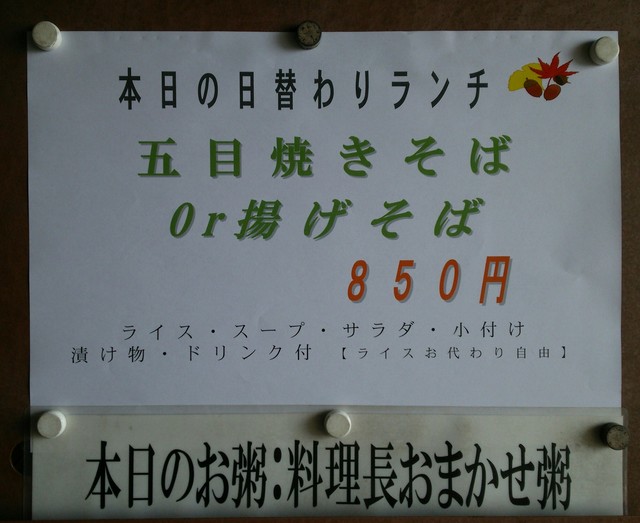 本日の日替わりランチ
五目焼きそば
Or揚げそば
850円
ライス・スープ・サラダ・小付け
漬け物・ドリンク付【ライスお代わり自由】
本日のお粥:料理長おまかせ粥